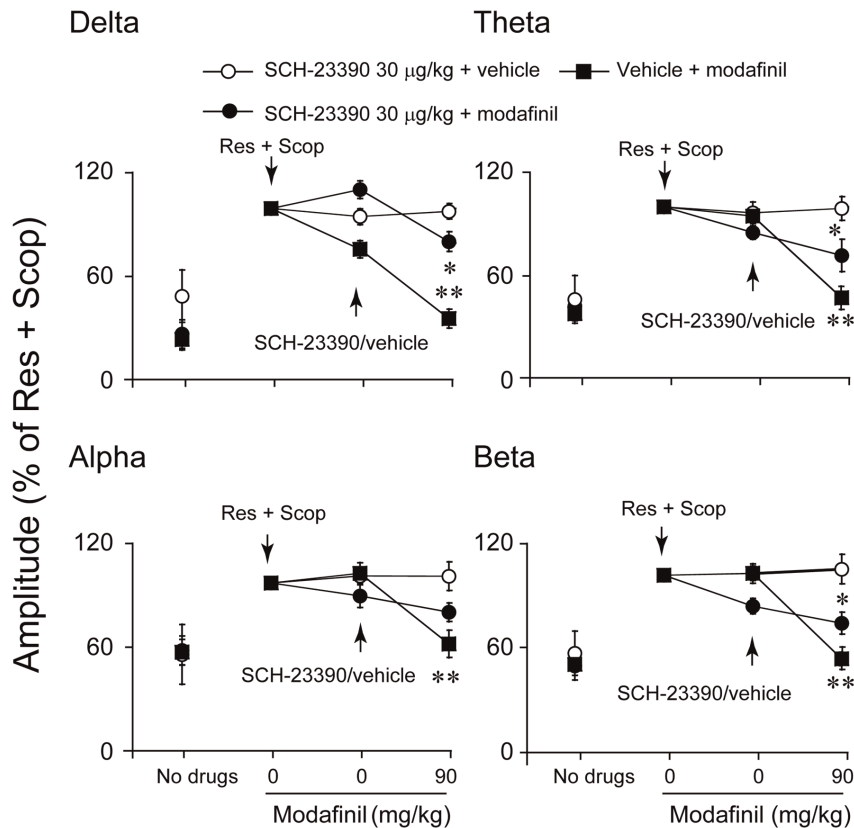 Delta
Theta
SCH-23390 30 μg/kg + vehicle
Vehicle + modafinil
SCH-23390 30 μg/kg + modafinil
Amplitude (% of Res + Scop)
Res + Scop
120
60
0
*
**
SCH-23390/vehicle
Res + Scop
120
60
0
*
**
SCH-23390/vehicle
Alpha
Beta
Res + Scop
120
60
0
**
SCH-23390/vehicle
No drugs 0 0 90
Modafinil (mg/kg)
Res + Scop
120
60
0
*
**
SCH-23390/vehicle
No drugs 0 0 90
Modafinil (mg/kg)